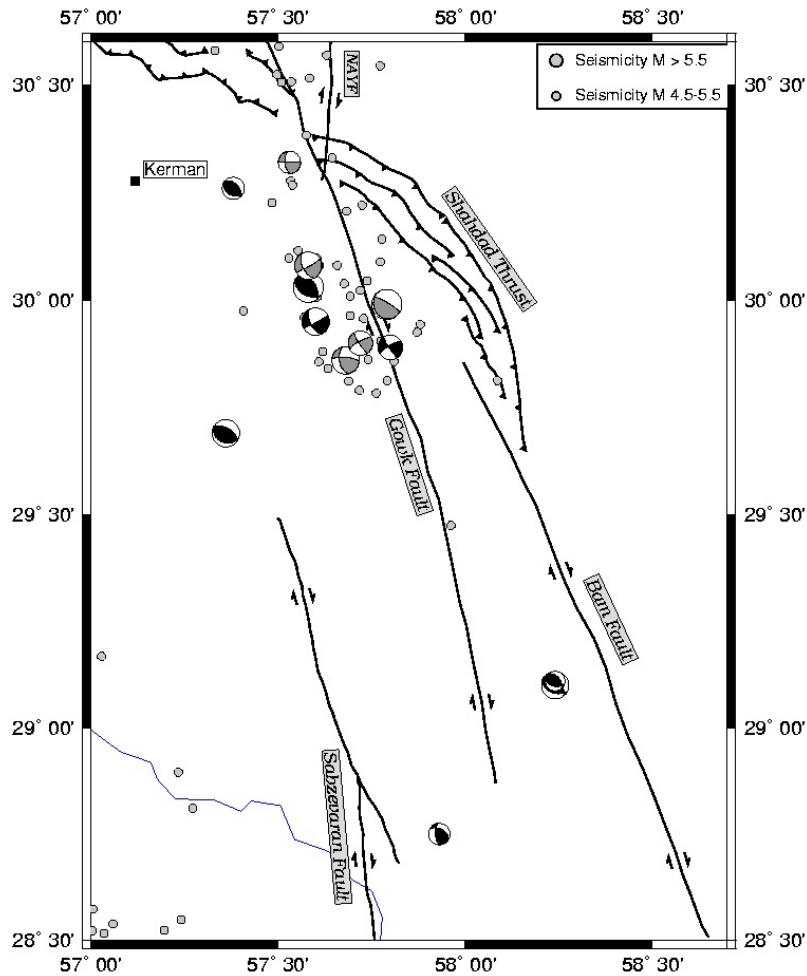 57° 00' 57° 30' 58° 00' 58° 30'
NAYF
Seismicity M > 5.5
30° 30' 30° 30'
Seismicity M 4.5-5.5
Kerman
Shahdad Thrust
30° 00' 30° 00'
Gowk Fault
29° 30' 29° 30'
Bam Fault
29° 00' 29° 00'
Sabzevaran Fault
28° 30' 28° 30'
57° 00' 57° 30' 58° 00' 58° 30'